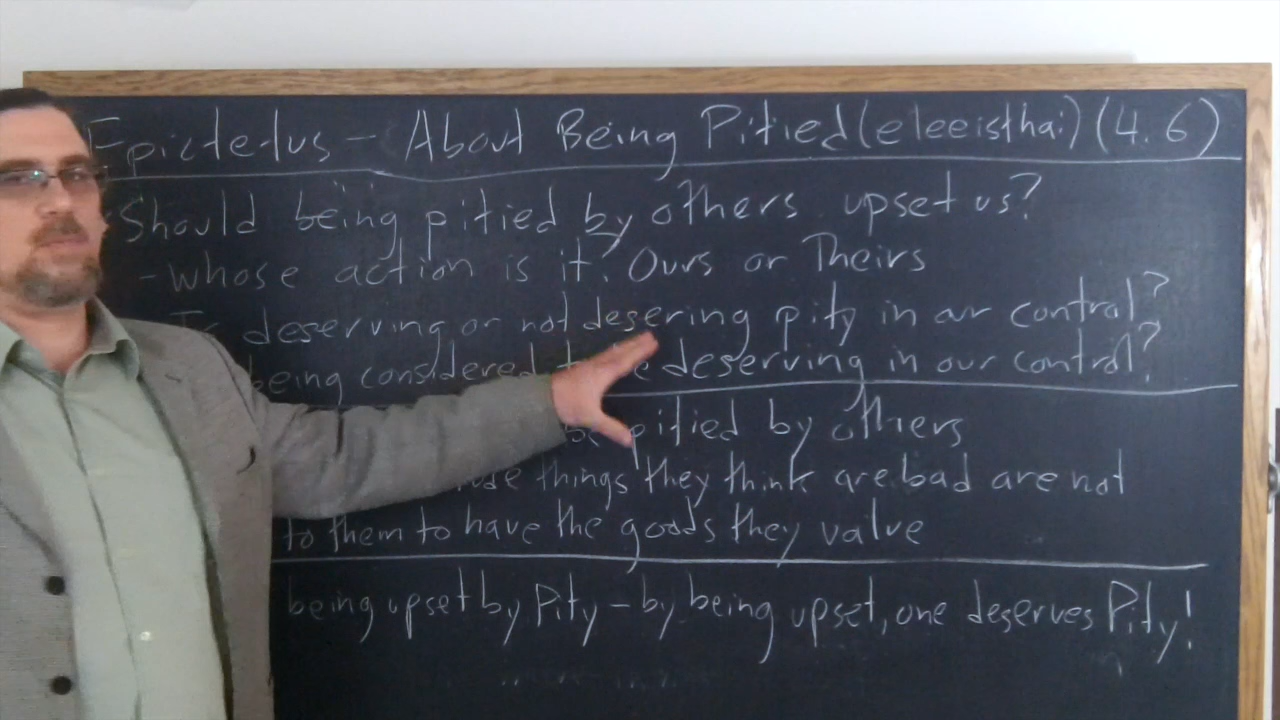 Epictetus - About Being Pitied (eleeisthai) (4.6)
Should being pitied by others upset us?
- whose action is it? Ours or Theirs
Is deserving or not desering pity in our control?
being considered deserving in our control?
be pitied by others
things they think are bad are not
to them to have the goods they value
being upset by Pity - by being upset, one deserves Pity!